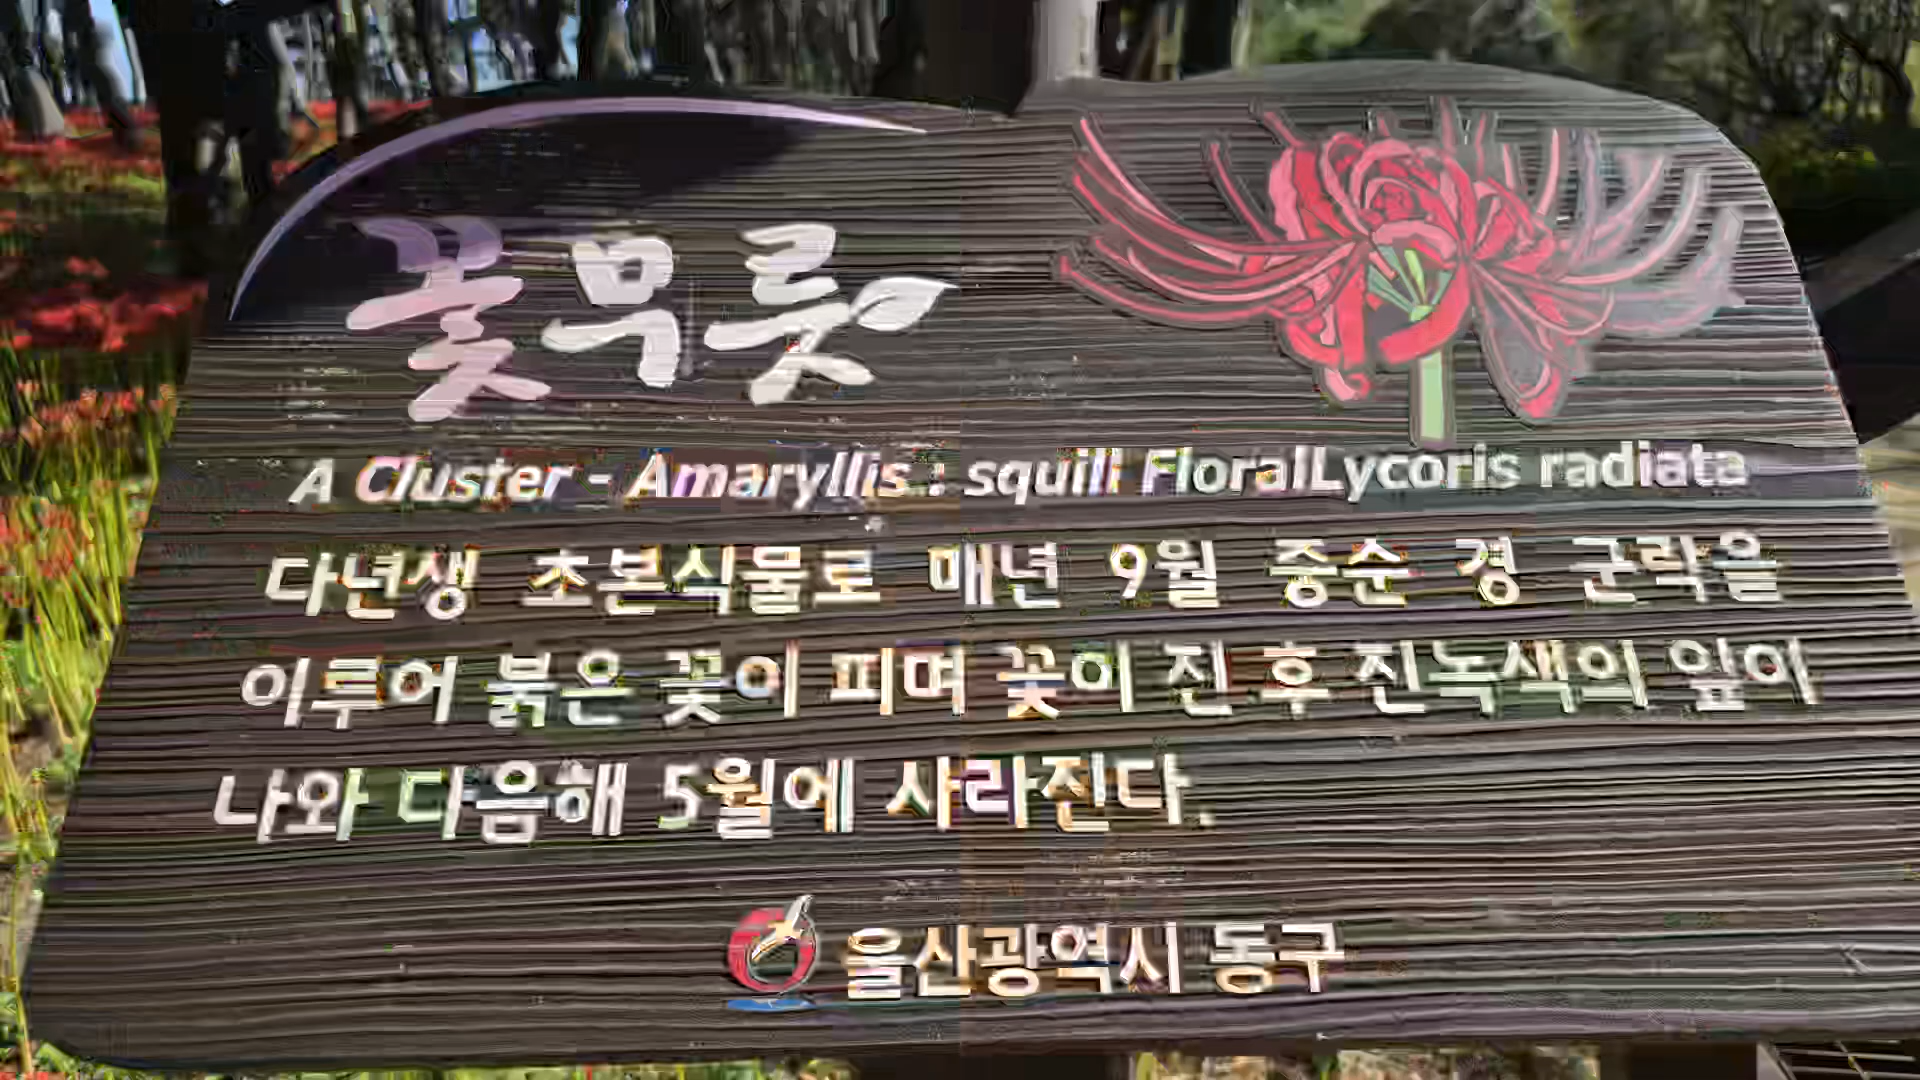 꽃무릇
A Cluster - Amaryllis : squill FloralLycoris radiata
다년생 초본식물로 매년 9월 중순 경 군락을
이루어 붉은 꽃이 피며 꽃이 진 후 진녹색의 잎이
나와 다음해 5월에 사라진다.
울산광역시 동구